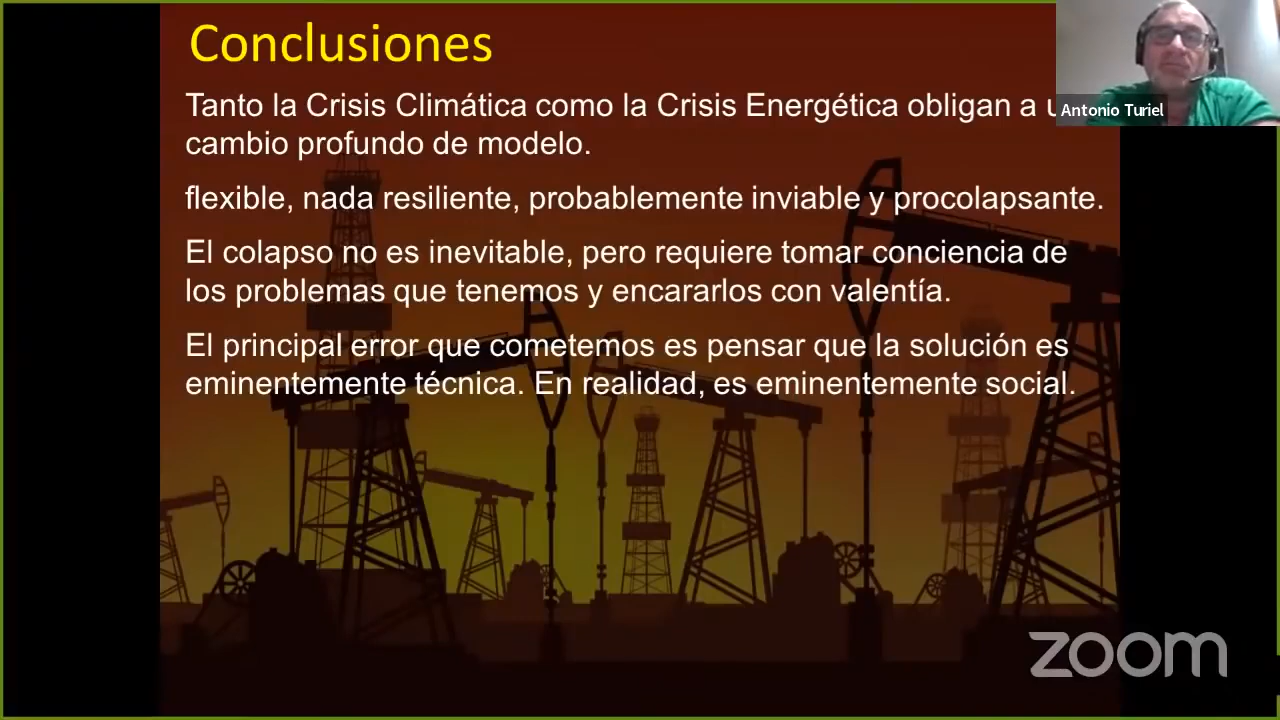 Conclusiones
Tanto la Crisis Climática como la Crisis Energética obligan a
cambio profundo de modelo.
flexible, nada resiliente, probablemente inviable y procolapsante.
El colapso no es inevitable, pero requiere tomar conciencia de
los problemas que tenemos y encararlos con valentía.
El principal error que cometemos es pensar que la solución es
eminentemente técnica. En realidad, es eminentemente social.
Antonio Turiel
zoom